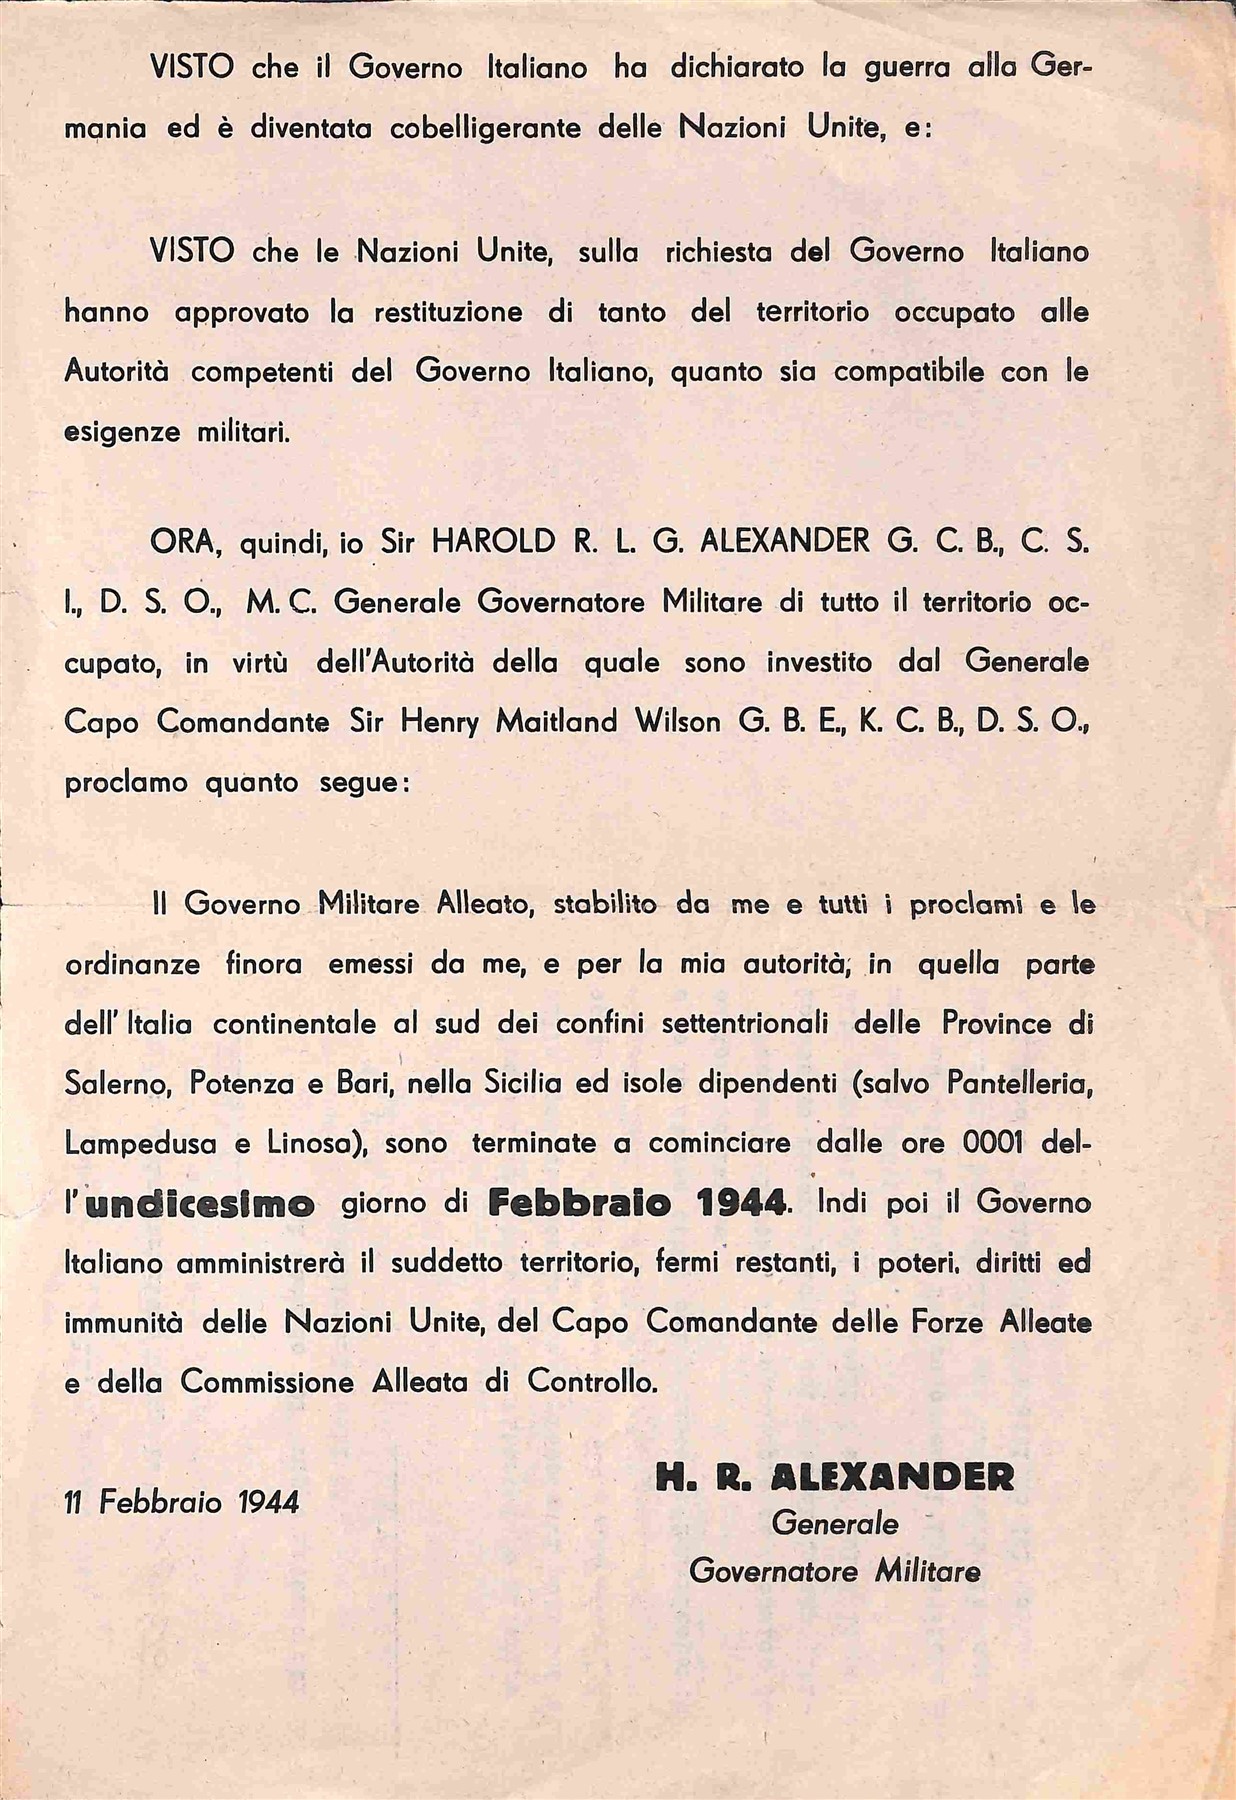 VISTO che il Governo Italiano ha dichiarato la guerra alla Ger-
mania ed è diventata cobelligerante delle Nazioni Unite, e:
VISTO che le Nazioni Unite, sulla richiesta del Governo Italiano
hanno approvato la restituzione di tanto del territorio occupato alle
Autorità competenti del Governo Italiano, quanto sia compatibile con le
esigenze militari.
ORA, quindi, io Sir HAROLD R. L. G. ALEXANDER G. C. B., C. S.
I., D. S. O., M. C. Generale Governatore Militare di tutto il territorio oc-
cupato, in virtù dell'Autorità della quale sono investito dal Generale
Capo Comandante Sir Henry Maitland Wilson G. B. E., K. C. B., D. S. O.,
proclamo quanto segue:
Il Governo Militare Alleato, stabilito da me e tutti i proclami e le
ordinanze finora emessi da me, e per la mia autorità, in quella parte
dell'Italia continentale al sud dei confini settentrionali delle Province di
Salerno, Potenza e Bari, nella Sicilia ed isole dipendenti (salvo Pantelleria,
Lampedusa e Linosa), sono terminate a cominciare dalle ore 0001 del-
l'undicesimo giorno di Febbraio 1944. Indi poi il Governo
Italiano amministrerà il suddetto territorio, fermi restanti, i poteri. diritti ed
immunità delle Nazioni Unite, del Capo Comandante delle Forze Alleate
e della Commissione Alleata di Controllo.
H. R. ALEXANDER
11 Febbraio 1944
Generale
Governatore Militare